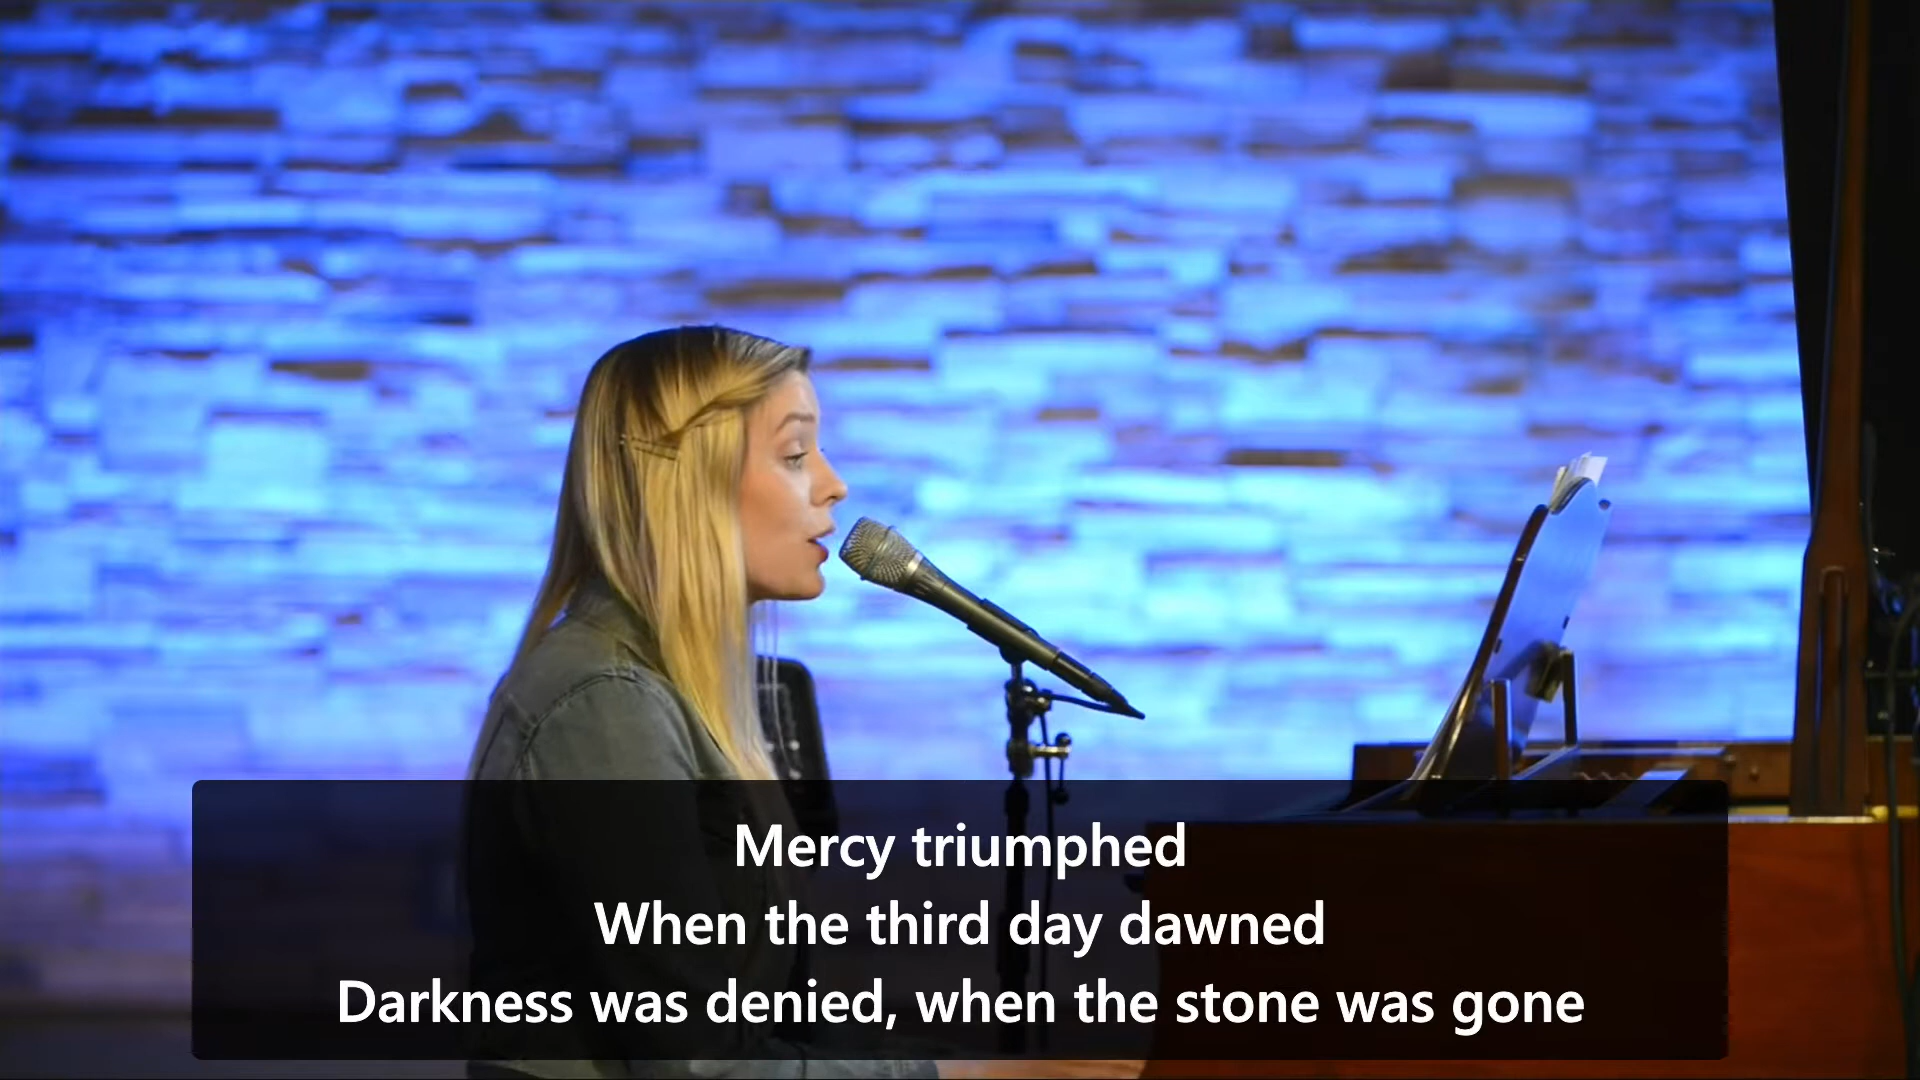 Mercy triumphed
When the third day dawned
Darkness was denied, when the stone was gone